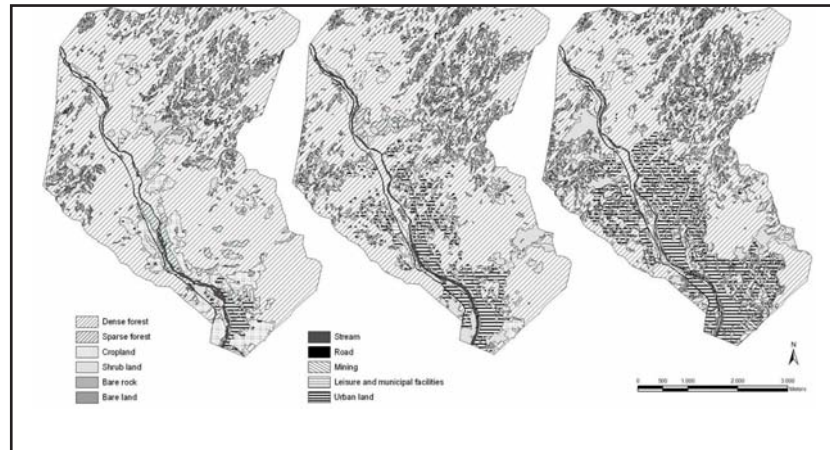 Dense forest
Sparse forest
Cropland
Shrub land
Bare rock
Bare land
Stream
Road
Mining
Leisure and municipal facilities
Urban land
N
0 500 1.000 2.000 3.000
Meters